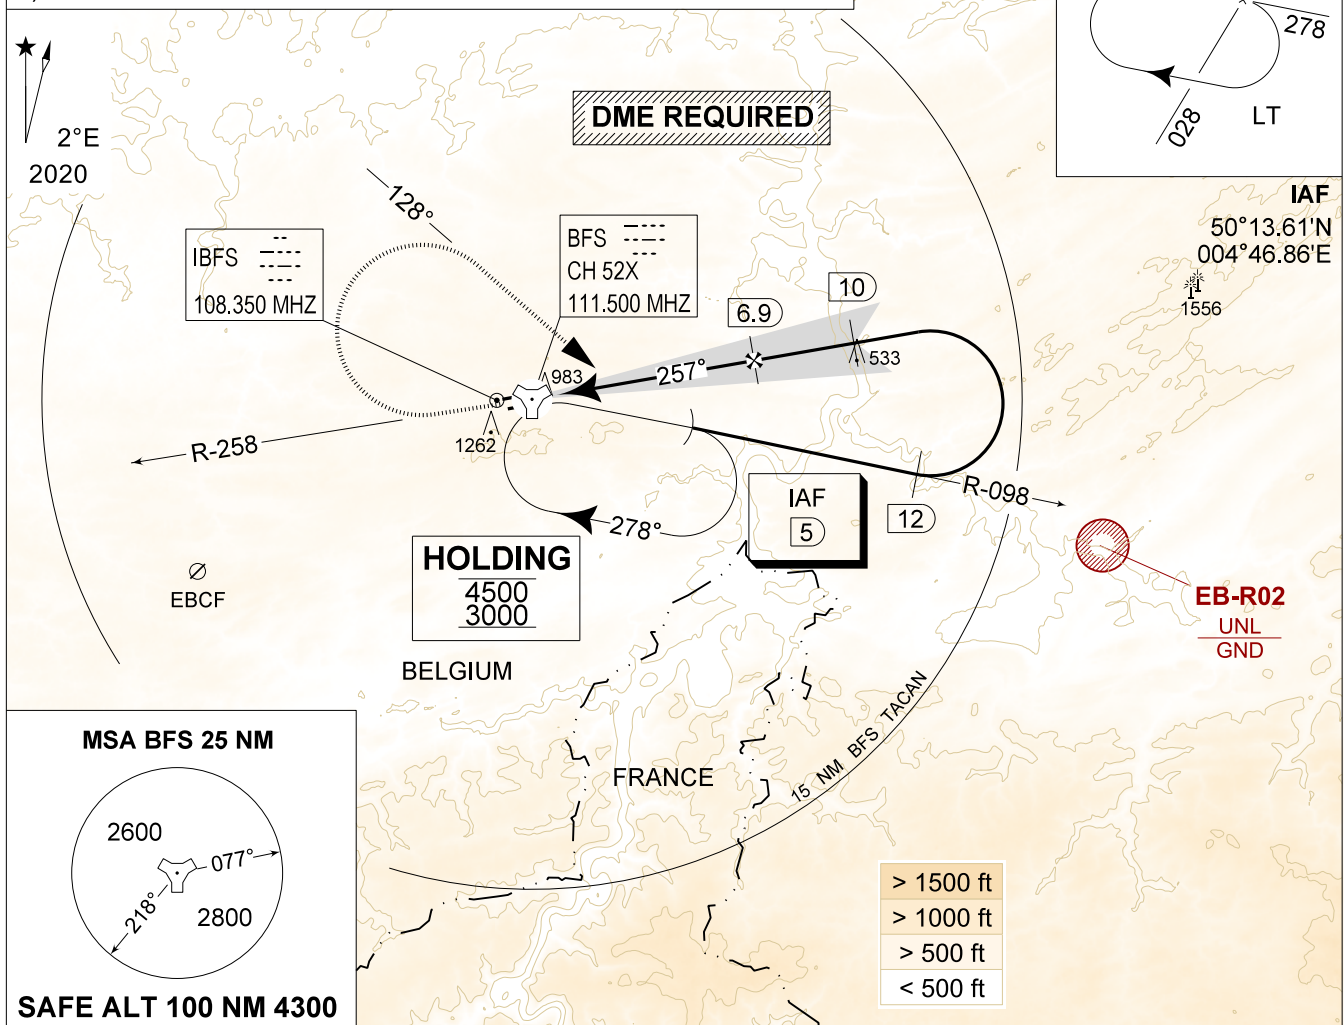 DME REQUIRED
278
028
LT
2°E
2020
128°
IAF
50°13.61'N
004°46.86'E
1556
IBFS
108.350 MHZ
BFS
CH 52X
111.500 MHZ
6.9
10
533
257°
983
1262
R-258
278°
IAF
5
12
R-098
HOLDING
4500
3000
EBCF
EB-R02
UNL
GND
BELGIUM
FRANCE
15 NM BFS TACAN
MSA BFS 25 NM
2600
077°
218°
2800
SAFE ALT 100 NM 4300
> 1500 ft
> 1000 ft
> 500 ft
< 500 ft